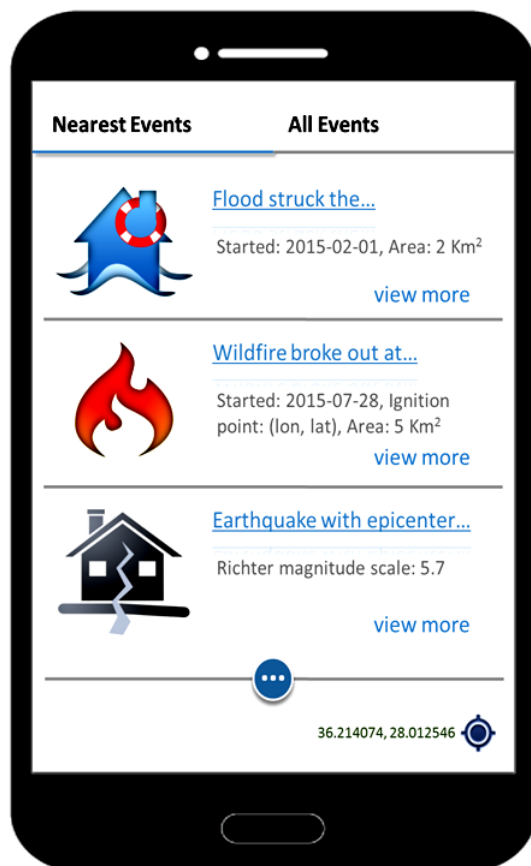 Nearest Events
All Events
Flood struck the...
Started: 2015-02-01, Area: 2 Km²
view more
Wildfire broke out at...
Started: 2015-07-28, Ignition
point: (lon, lat), Area: 5 Km²
view more
Earthquake with epicenter...
Richter magnitude scale: 5.7
view more
36.214074, 28.012546